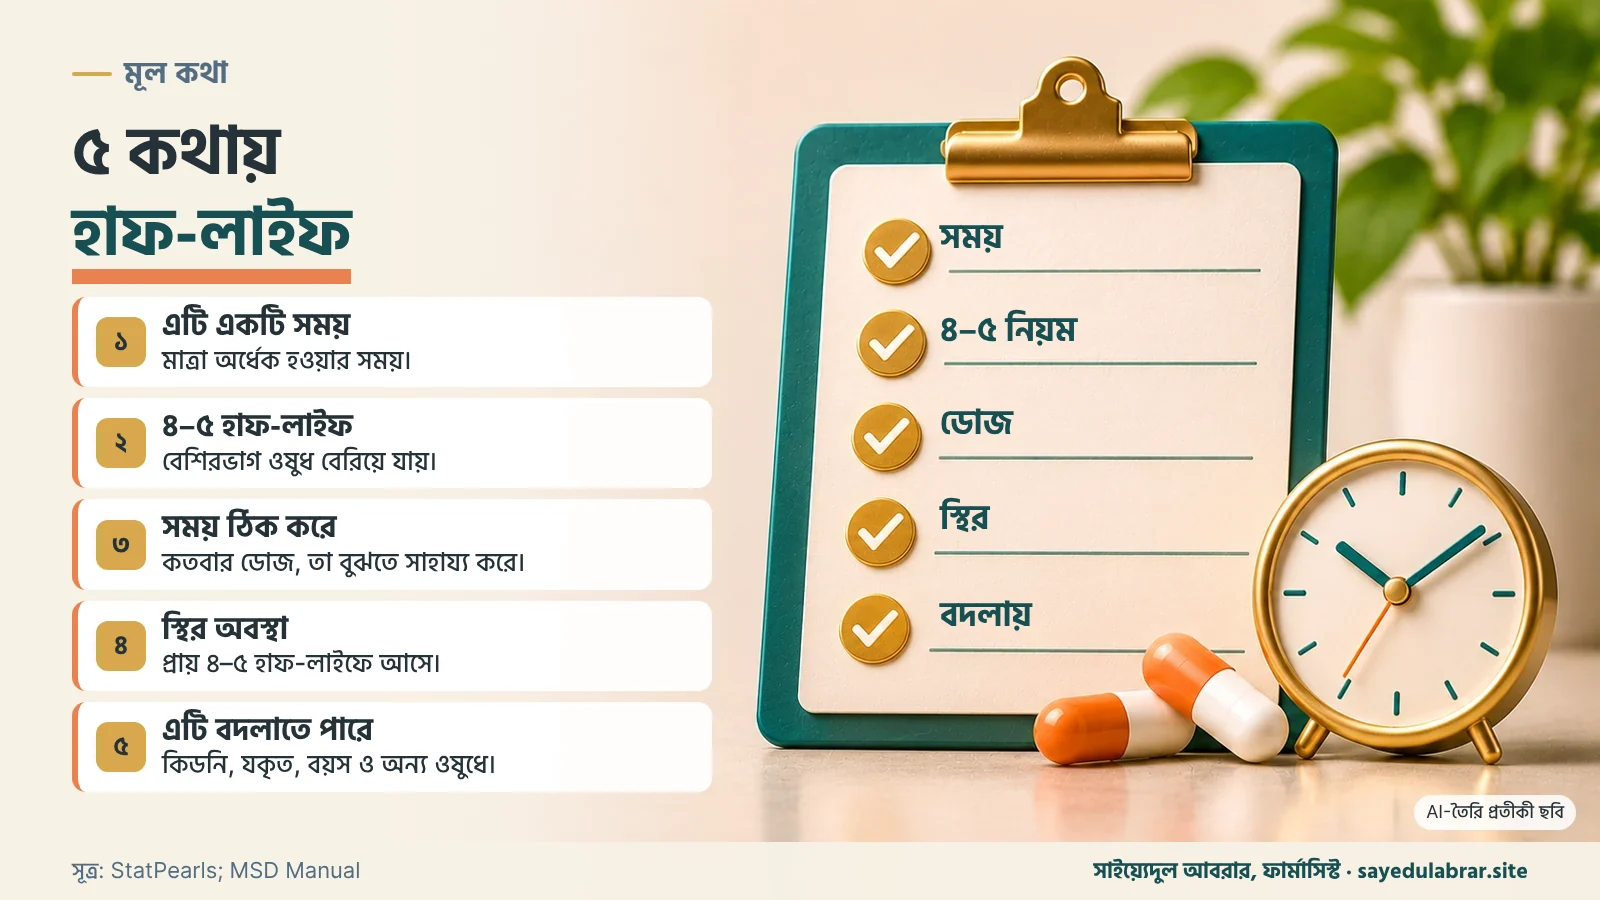 মূল কথা
৫ কথায়
হাফ-লাইফ
১
এটি একটি সময়
মাত্রা অর্ধেক হওয়ার সময়।
২
৪–৫ হাফ-লাইফ
বেশিরভাগ ওষুধ বেরিয়ে যায়।
৩
সময় ঠিক করে
কতবার ডোজ, তা বুঝতে সাহায্য করে।
৪
স্থির অবস্থা
প্রায় ৪–৫ হাফ-লাইফে আসে।
৫
এটি বদলাতে পারে
কিডনি, যকৃত, বয়স ও অন্য ওষুধে।
সময়
৪–৫ নিয়ম
ডোজ
স্থির
বদলায়
AI-তৈরি প্রতীকী ছবি
সূত্র: StatPearls; MSD Manual
সাইয়্যেদুল আবরার, ফার্মাসিস্ট · sayedulabrar.site